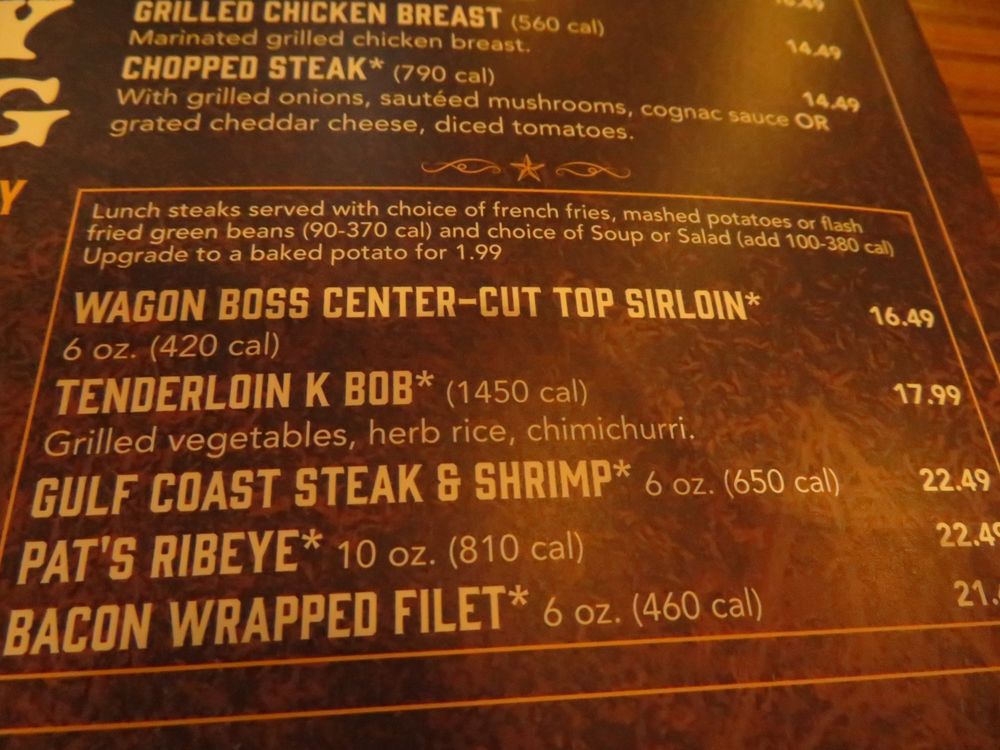 GRILLED CHICKEN BREAST (560 cal)
Marinated grilled chicken breast. 14.49
CHOPPED STEAK* (790 cal) 14.49
With grilled onions, sautéed mushrooms, cognac sauce OR
grated cheddar cheese, diced tomatoes.
Y
G
Y
Lunch steaks served with choice of french fries, mashed potatoes or flash
fried green beans (90-370 cal) and choice of Soup or Salad (add 100-380 cal)
Upgrade to a baked potato for 1.99
WAGON BOSS CENTER-CUT TOP SIRLOIN* 16.49
6 oz. (420 cal)
TENDERLOIN K BOB* (1450 cal) 17.99
Grilled vegetables, herb rice, chimichurri.
GULF COAST STEAK & SHRIMP* 6 oz. (650 cal) 22.49
PAT'S RIBEYE* 10 oz. (810 cal) 22.49
BACON WRAPPED FILET* 6 oz. (460 cal) 21.